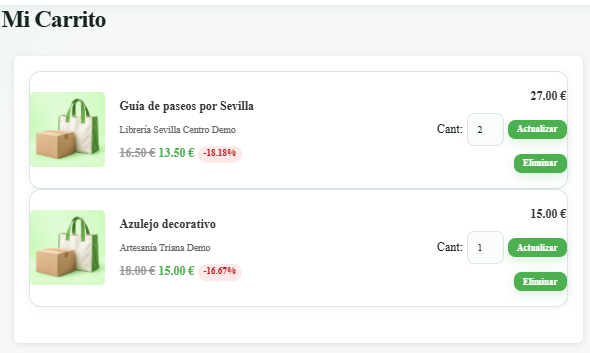 Mi Carrito
27.00 €
Guía de paseos por Sevilla
Librería Sevilla Centro Demo
Cant: 2 Actualizar
16.50 € 13.50 € -18.18%
Eliminar
15.00 €
Azulejo decorativo
Artesanía Triana Demo
Cant: 1 Actualizar
18.00 € 15.00 € -16.67%
Eliminar